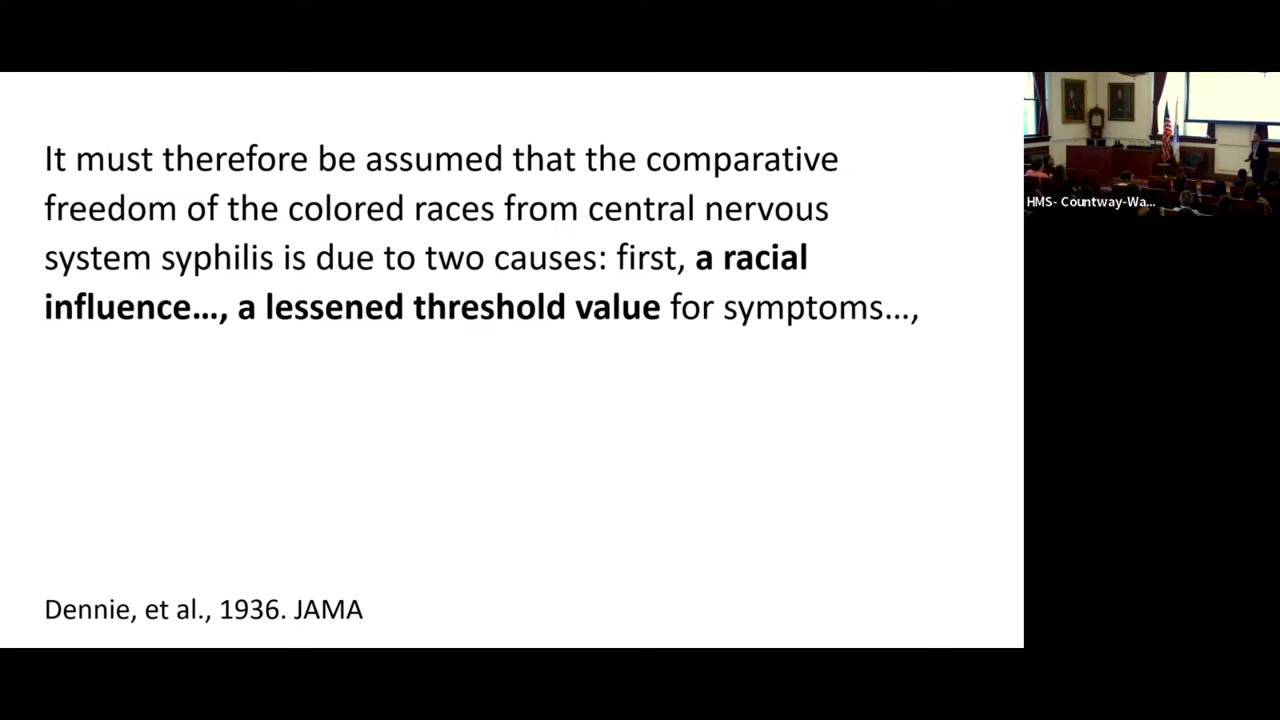 It must therefore be assumed that the comparative
freedom of the colored races from central nervous
system syphilis is due to two causes: first, a racial
influence…, a lessened threshold value for symptoms…,
HMS- Countway-Wa...
Dennie, et al., 1936. JAMA